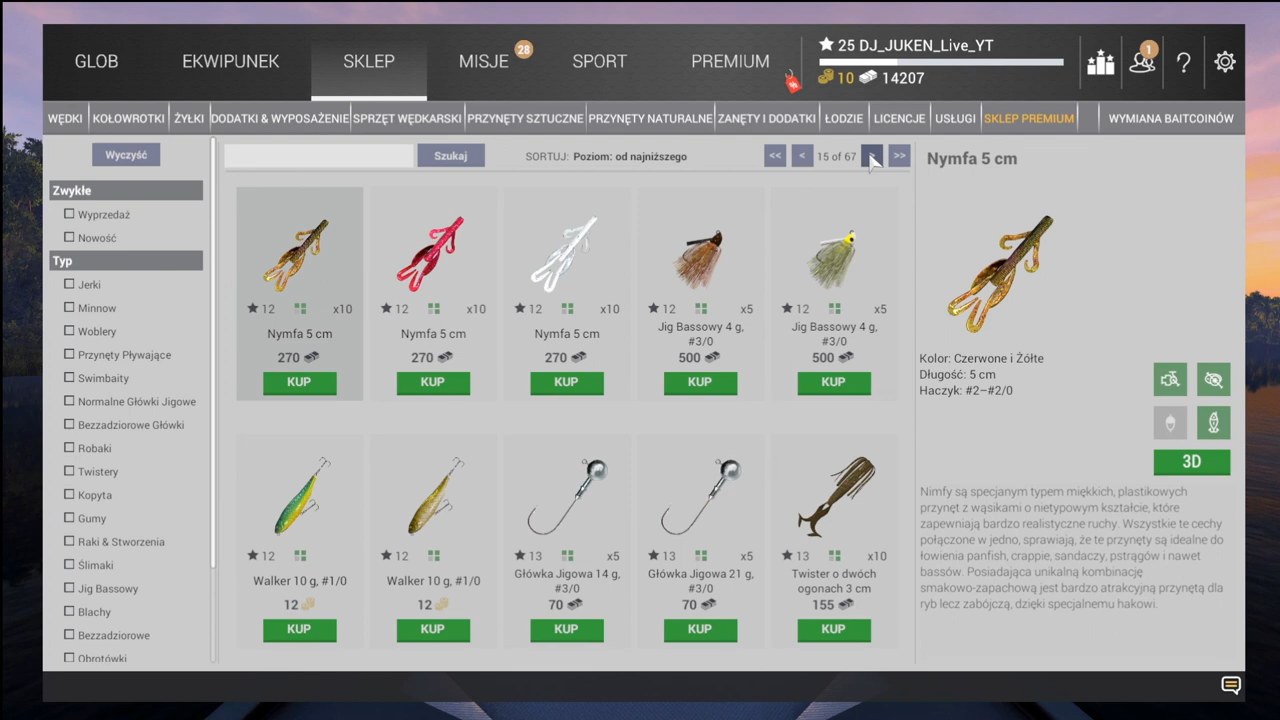 GLOB EKWIPUNEK SKLEP MISJE 28 SPORT PREMIUM
25 DJ_JUKEN_Live_YT
10 14207
1
?
WĘDKI KOŁOWROTKI ŻYŁKI DODATKI & WYPOSAŻENIE SPRZĘT WĘDKARSKI PRZYNĘTY SZTUCZNE PRZYNĘTY NATURALNE ZANĘTY I DODATKI ŁODZIE LICENCJE USŁUGI SKLEP PREMIUM WYMIANA BAITCOINÓW
Wyczyść
Zwykłe
Wyprzedaż
Nowość
Typ
Jerki
Minnow
Woblery
Przynęty Pływające
Swimbaity
Normalne Główki Jigowe
Bezzadziorowe Główki
Robaki
Twistery
Kopyta
Gumy
Raki & Stworzenia
Ślimaki
Jig Bassowy
Blachy
Bezzadziorowe
Obrotówki
Szukaj SORTUJ: Poziom: od najniższego << < 15 of 67 > >>
12 x10 12 x10 12 x10 12 x5 12 x5
Nymfa 5 cm
Nymfa 5 cm
Nymfa 5 cm
Jig Bassowy 4 g, #3/0
Jig Bassowy 4 g, #3/0
270 270 270 500 500
KUP KUP KUP KUP KUP
12 12 13 x5 13 x5 13 x10
Walker 10 g, #1/0
Walker 10 g, #1/0
Główka Jigowa 14 g, #3/0
Główka Jigowa 21 g, #3/0
Twister o dwóch ogonach 3 cm
12 12 70 70 155
KUP KUP KUP KUP KUP
Nymfa 5 cm
Kolor: Czerwone i Żółte
Długość: 5 cm
Haczyk: #2–#2/0
3D
Nimfy są specjanym typem miękkich, plastikowych
przynęt z wąsikami o nietypowym kształcie, które
zapewniają bardzo realistyczne ruchy. Wszystkie te cechy
połączone w jedno, sprawiają, że te przynęty są idealne do
łowienia panfish, crappie, sandaczy, pstrągów i nawet
bassów. Posiadająca unikalną kombinację
smakowo-zapachową jest bardzo atrakcyjną przynętą dla
ryb lecz zabójczą, dzięki specjalnemu hakowi.